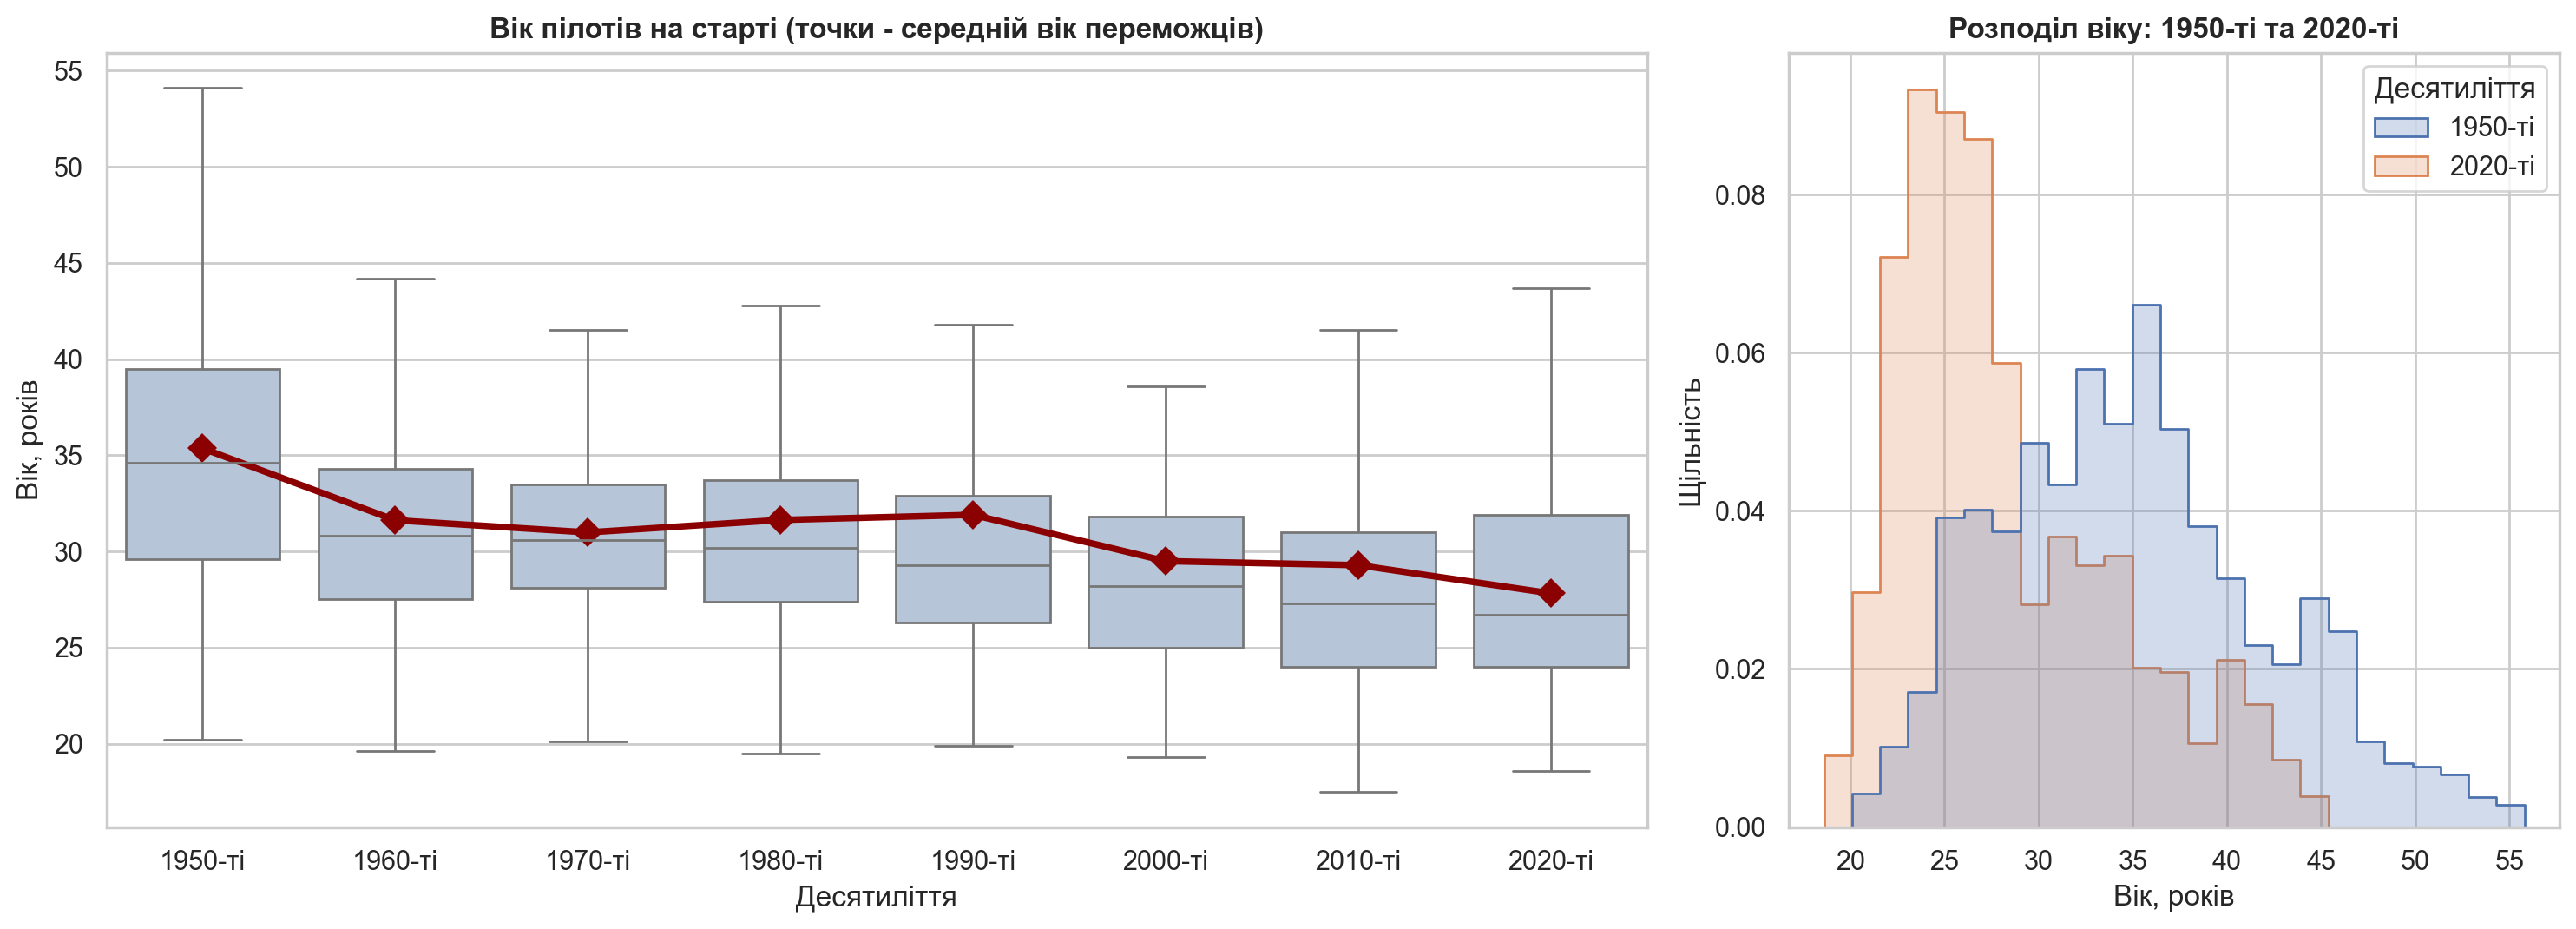 Вік пілотів на старті (точки - середній вік переможців)
Вік, років
55
50
45
40
35
30
25
20
1950-ті 1960-ті 1970-ті 1980-ті 1990-ті 2000-ті 2010-ті 2020-ті
Десятиліття
Розподіл віку: 1950-ті та 2020-ті
Щільність
0.08
0.06
0.04
0.02
0.00
Десятиліття
1950-ті
2020-ті
20 25 30 35 40 45 50 55
Вік, років